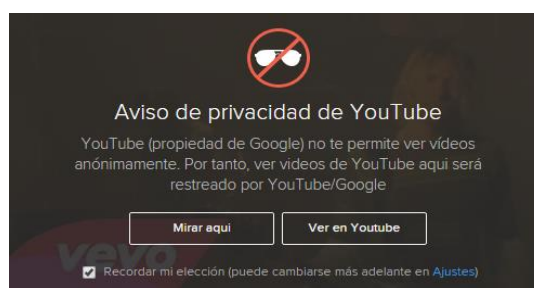 Aviso de privacidad de YouTube
YouTube (propiedad de Google) no te permite ver vídeos
anónimamente. Por tanto, ver videos de YouTube aqui será
restreado por YouTube/Google
Mirar aqui
Ver en Youtube
vevo
Recordar mi elección (puede cambiarse más adelante en Ajustes)